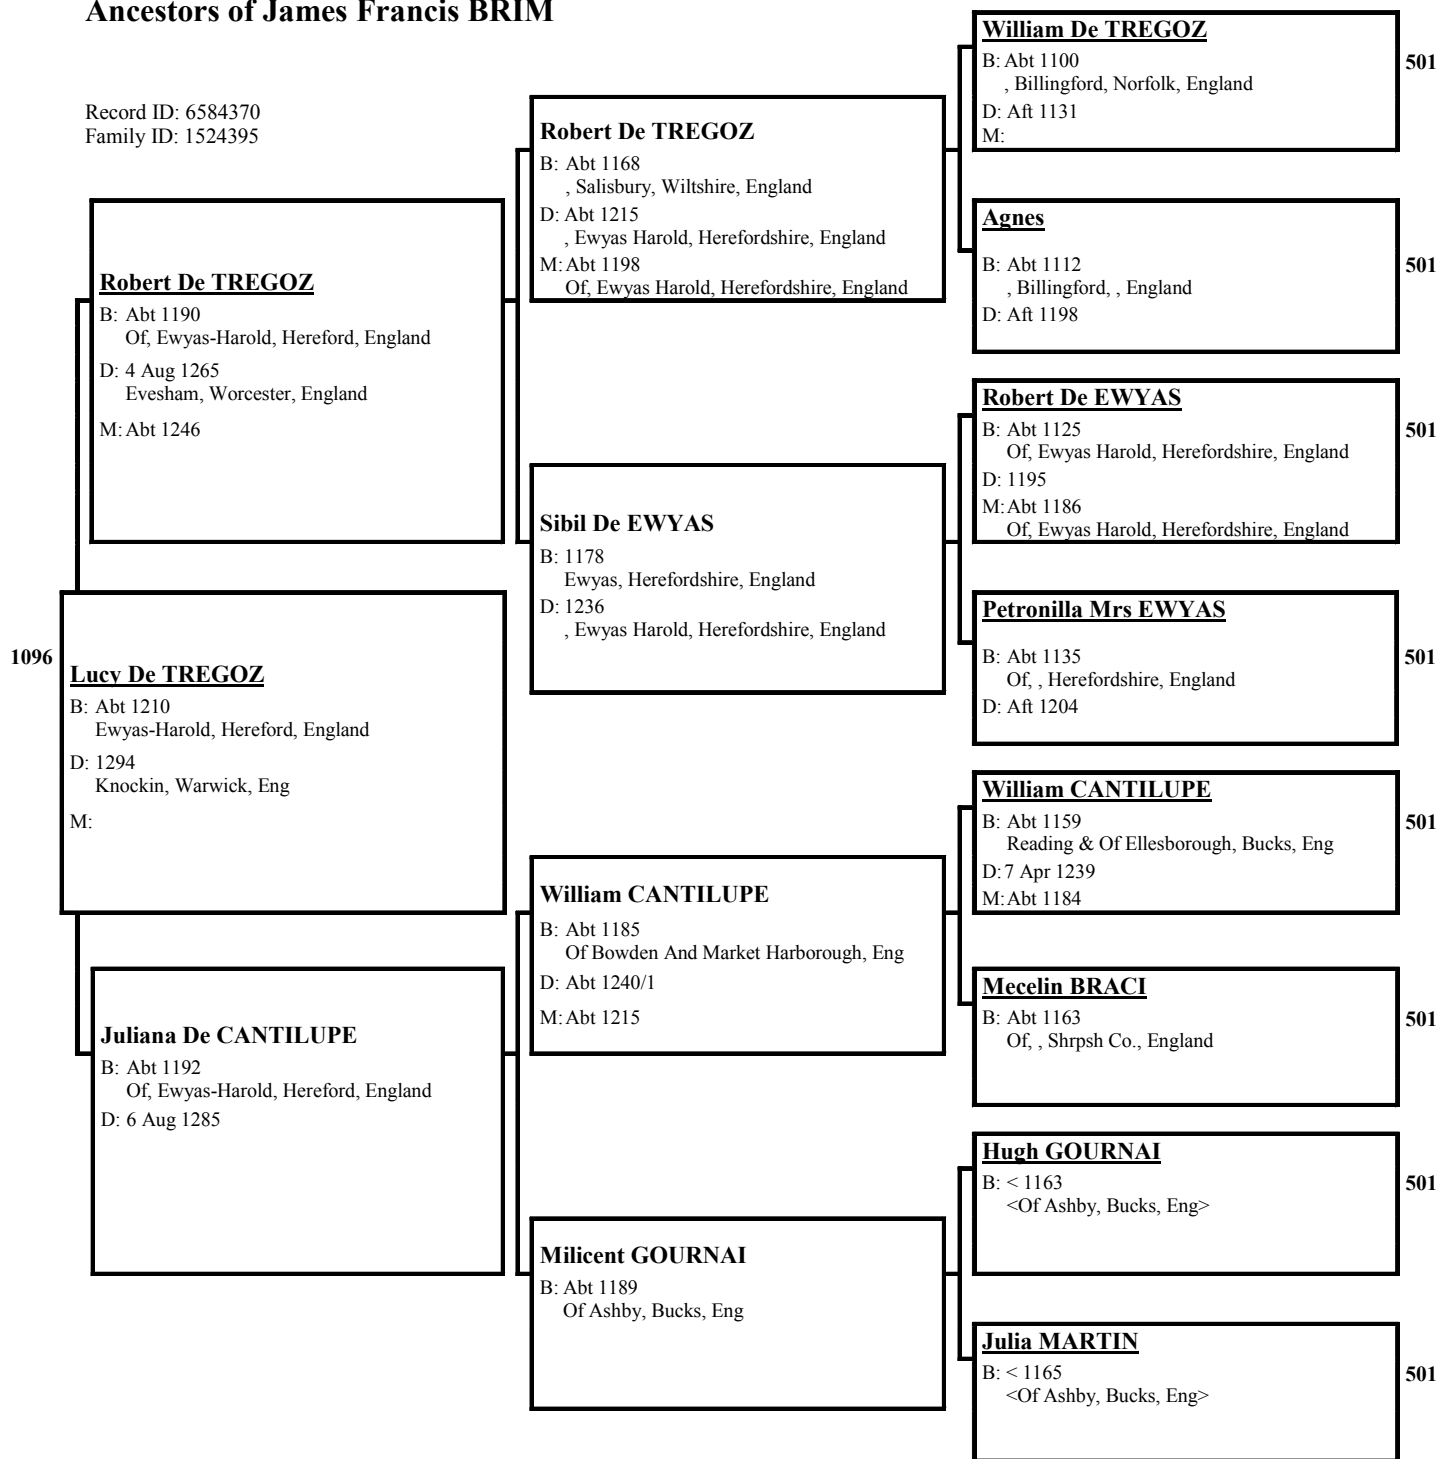 Ancestors of James Francis BRIM
Record ID: 6584370
Family ID: 1524395
Robert De TREGOZ
B: Abt 1190
Of, Ewyas-Harold, Hereford, England
D: 4 Aug 1265
Evesham, Worcester, England
M: Abt 1246
1096
Lucy De TREGOZ
B: Abt 1210
Ewyas-Harold, Hereford, England
D: 1294
Knockin, Warwick, Eng
M:
Juliana De CANTILUPE
B: Abt 1192
Of, Ewyas-Harold, Hereford, England
D: 6 Aug 1285
Robert De TREGOZ
B: Abt 1168
, Salisbury, Wiltshire, England
D: Abt 1215
, Ewyas Harold, Herefordshire, England
M: Abt 1198
Of, Ewyas Harold, Herefordshire, England
Sibil De EWYAS
B: 1178
Ewyas, Herefordshire, England
D: 1236
, Ewyas Harold, Herefordshire, England
William CANTILUPE
B: Abt 1185
Of Bowden And Market Harborough, Eng
D: Abt 1240/1
M: Abt 1215
Milicent GOURNAI
B: Abt 1189
Of Ashby, Bucks, Eng
William De TREGOZ
B: Abt 1100
, Billingford, Norfolk, England
D: Aft 1131
M:
501
Agnes
B: Abt 1112
, Billingford, , England
D: Aft 1198
501
Robert De EWYAS
B: Abt 1125
Of, Ewyas Harold, Herefordshire, England
D: 1195
M: Abt 1186
Of, Ewyas Harold, Herefordshire, England
501
Petronilla Mrs EWYAS
B: Abt 1135
Of, , Herefordshire, England
D: Aft 1204
501
William CANTILUPE
B: Abt 1159
Reading & Of Ellesborough, Bucks, Eng
D: 7 Apr 1239
M: Abt 1184
501
Mecelin BRACI
B: Abt 1163
Of, , Shrpsh Co., England
501
Hugh GOURNAI
B: < 1163
<Of Ashby, Bucks, Eng>
501
Julia MARTIN
B: < 1165
<Of Ashby, Bucks, Eng>
501